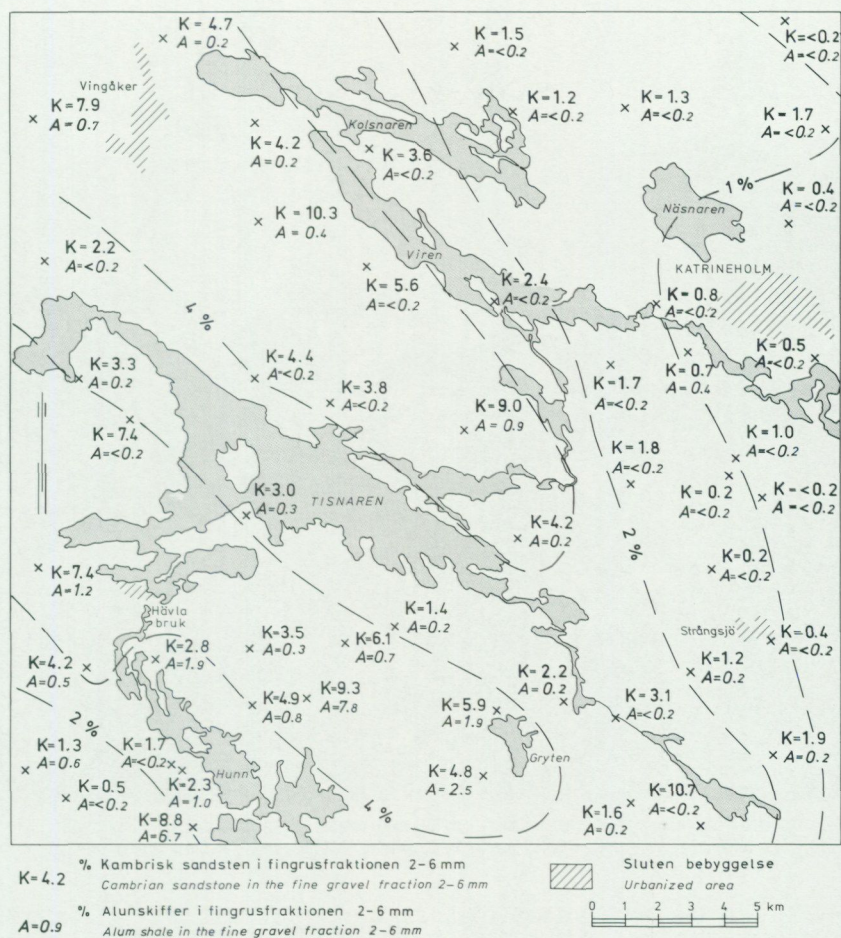 K= 4.7
A= 0.2
K= 1.5
A=<0.2
K=<0.2
A=<0.2
Vingåker
K= 7.9
A= 0.7
K= 1.2
A=<0.2
K= 1.3
A=<0.2
K= 1.7
A=<0.2
Kolsnaren
K= 4.2
A= 0.2
K= 3.6
A=<0.2
1 %
K= 0.4
A=<0.2
Näsnaren
K= 10.3
A= 0.4
Viren
K= 2.2
A=<0.2
K= 5.6
A=<0.2
K= 2.4
A=<0.2
KATRINEHOLM
K= 0.8
A=<0.2
4 %
K= 3.3
A= 0.2
K= 4.4
A=<0.2
K= 3.8
A=<0.2
K= 1.7
A=<0.2
K= 0.7
A= 0.4
K= 0.5
A=<0.2
K= 7.4
A=<0.2
K= 9.0
A= 0.9
K= 1.0
A=<0.2
K= 1.8
A=<0.2
K= 0.2
A=<0.2
K= <0.2
A= <0.2
K=3.0
A=0.3
TISNAREN
K= 4.2
A= 0.2
2 %
K=0.2
A=<0.2
K=7.4
A=1.2
Hävla
bruk
K= 1.4
A= 0.2
K= 3.5
A= 0.3
K=6.1
A=0.7
Strångsjö
K=0.4
A=<0.2
K=4.2
A=0.5
K=2.8
A=1.9
K= 1.2
A= 0.2
K=4.9
A=0.8
K=9.3
A=7.8
K= 2.2
A= 0.2
K=5.9
A=1.9
K=3.1
A=<0.2
2 %
K=1.3
A=0.6
K=1.7
A=<0.2
Hunn
K=2.3
A=1.0
K= 4.8
A= 2.5
Gryten
K=1.9
A=0.2
K=0.5
A=<0.2
4 %
K=8.8
A=6.7
K=1.6
A=0.2
K=10.7
A=<0.2
K= 4.2 % Kambrisk sandsten i fingrusfraktionen 2-6 mm
Cambrian sandstone in the fine gravel fraction 2-6 mm
Sluten bebyggelse
Urbanized area
A=0.9 % Alunskiffer i fingrusfraktionen 2-6 mm
Alum shale in the fine gravel fraction 2-6 mm
0 1 2 3 4 5 km